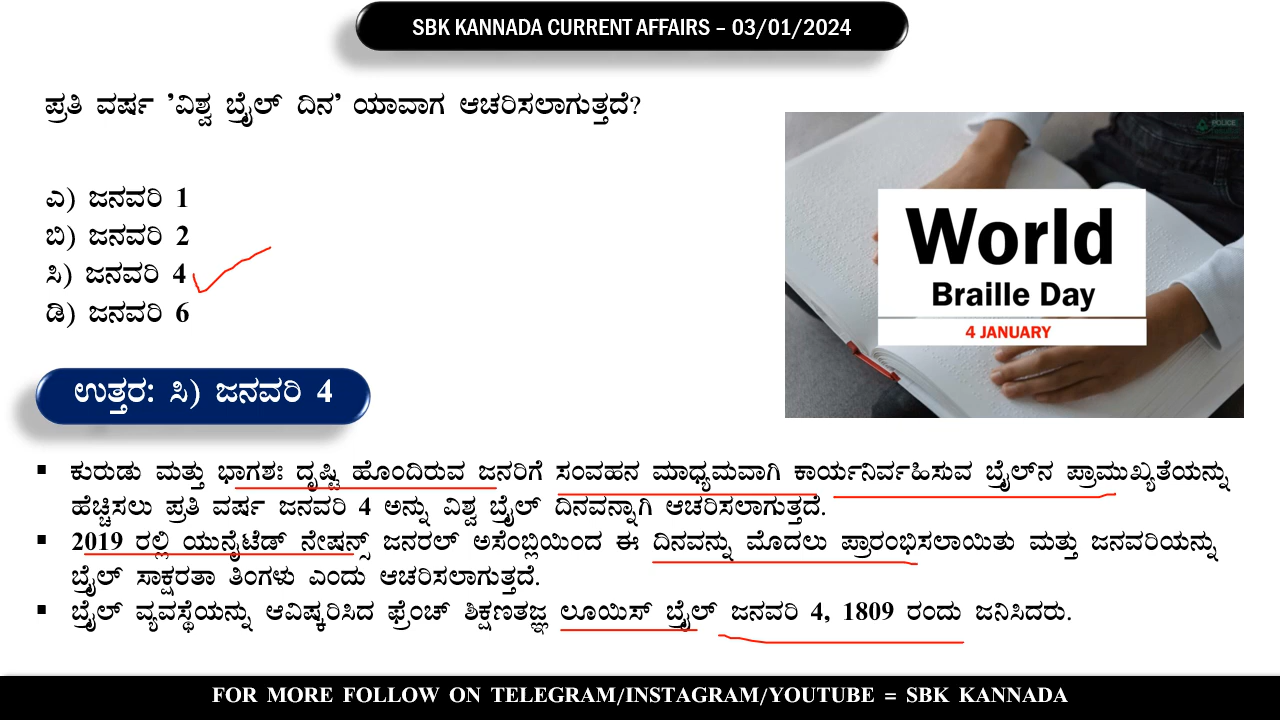 SBK KANNADA CURRENT AFFAIRS – 03/01/2024
ಪ್ರತಿ ವರ್ಷ 'ವಿಶ್ವ ಬ್ರೈಲ್ ದಿನ' ಯಾವಾಗ ಆಚರಿಸಲಾಗುತ್ತದೆ?
ಎ) ಜನವರಿ 1
ಬಿ) ಜನವರಿ 2
ಸಿ) ಜನವರಿ 4
ಡಿ) ಜನವರಿ 6
POLICE
World
Braille Day
4 JANUARY
ಉತ್ತರ: ಸಿ) ಜನವರಿ 4
▪ ಕುರುಡು ಮತ್ತು ಭಾಗಶಃ ದೃಷ್ಟಿ ಹೊಂದಿರುವ ಜನರಿಗೆ ಸಂವಹನ ಮಾಧ್ಯಮವಾಗಿ ಕಾರ್ಯನಿರ್ವಹಿಸುವ ಬ್ರೈಲ್‌ನ ಪ್ರಾಮುಖ್ಯತೆಯನ್ನು
ಹೆಚ್ಚಿಸಲು ಪ್ರತಿ ವರ್ಷ ಜನವರಿ 4 ಅನ್ನು ವಿಶ್ವ ಬ್ರೈಲ್ ದಿನವನ್ನಾಗಿ ಆಚರಿಸಲಾಗುತ್ತದೆ.
▪ 2019 ರಲ್ಲಿ ಯುನೈಟೆಡ್ ನೇಷನ್ಸ್ ಜನರಲ್ ಅಸೆಂಬ್ಲಿಯಿಂದ ಈ ದಿನವನ್ನು ಮೊದಲು ಪ್ರಾರಂಭಿಸಲಾಯಿತು ಮತ್ತು ಜನವರಿಯನ್ನು
ಬ್ರೈಲ್ ಸಾಕ್ಷರತಾ ತಿಂಗಳು ಎಂದು ಆಚರಿಸಲಾಗುತ್ತದೆ.
▪ ಬ್ರೈಲ್ ವ್ಯವಸ್ಥೆಯನ್ನು ಆವಿಷ್ಕರಿಸಿದ ಫ್ರೆಂಚ್ ಶಿಕ್ಷಣತಜ್ಞ ಲೂಯಿಸ್ ಬ್ರೈಲ್ ಜನವರಿ 4, 1809 ರಂದು ಜನಿಸಿದರು.
FOR MORE FOLLOW ON TELEGRAM/INSTAGRAM/YOUTUBE = SBK KANNADA